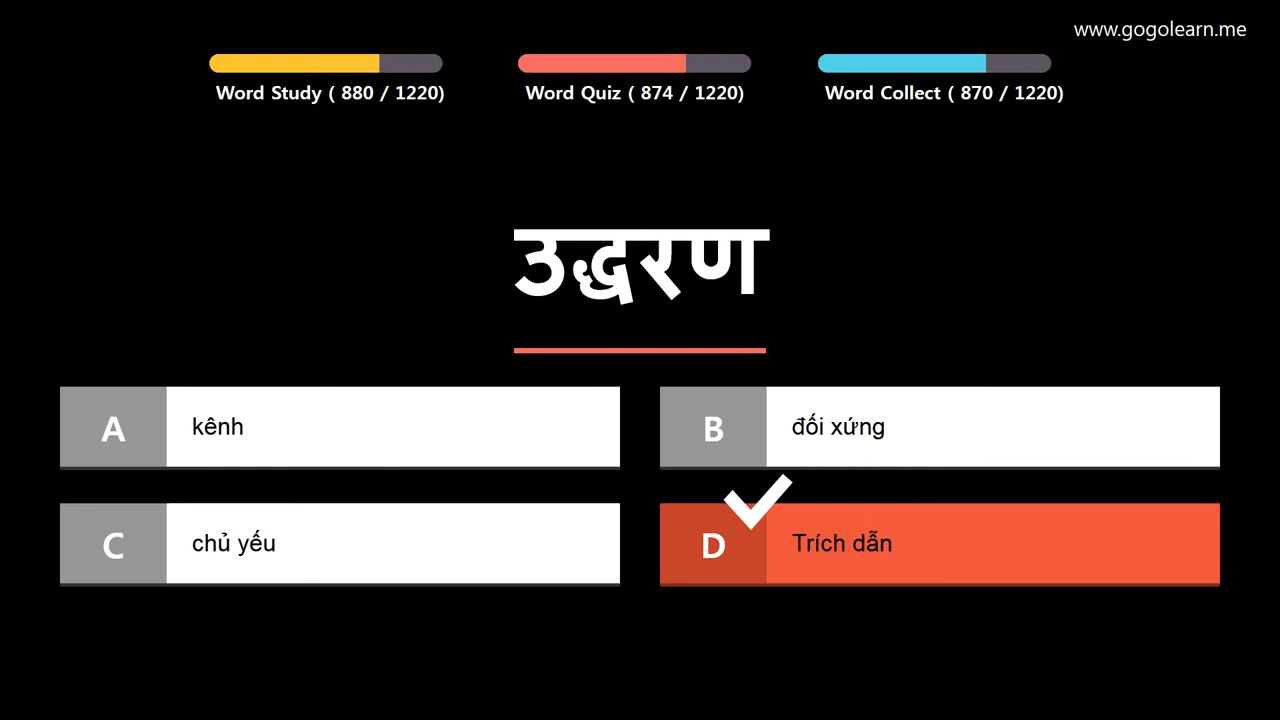 www.gogolearn.me
Word Study ( 880 / 1220)
Word Quiz ( 874 / 1220)
Word Collect ( 870 / 1220)
उद्धरण
A kênh
B đối xứng
C chủ yếu
D Trích dẫn